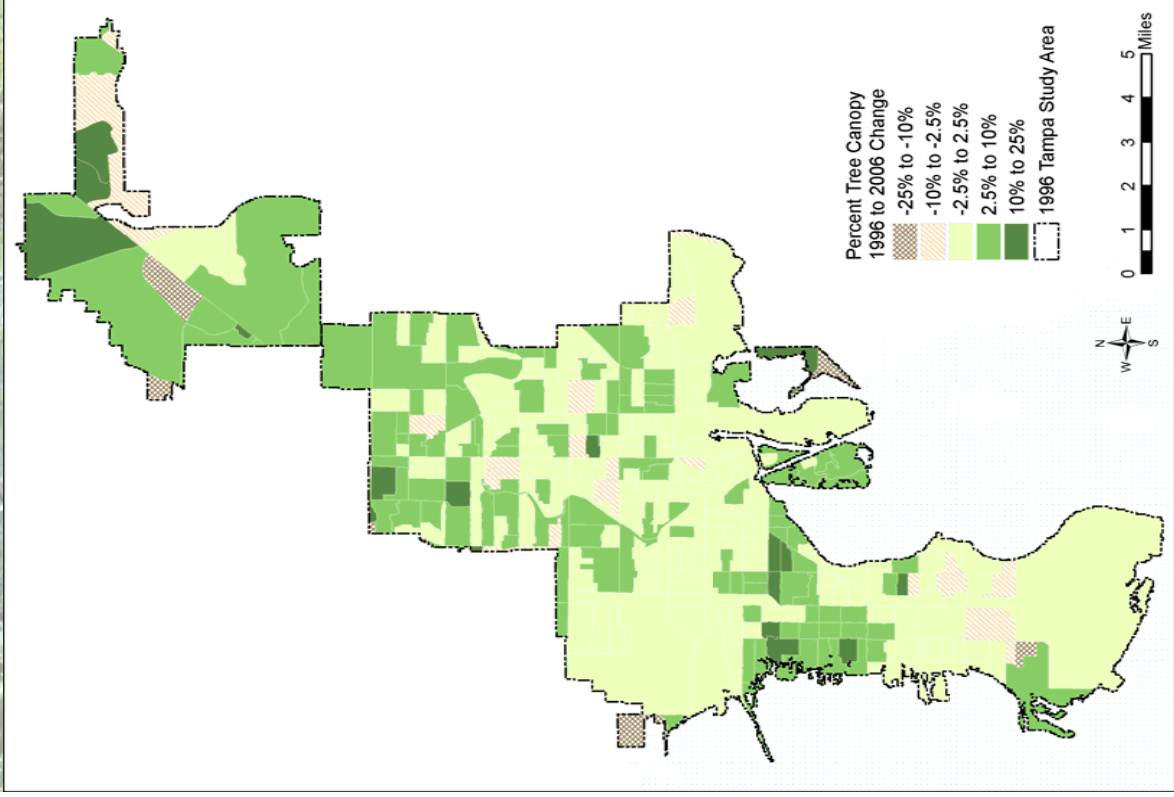 Percent Tree Canopy
1996 to 2006 Change
-25% to -10%
-10% to -2.5%
-2.5% to 2.5%
2.5% to 10%
10% to 25%
1996 Tampa Study Area
N
W E
S
0 1 2 3 4 5
Miles